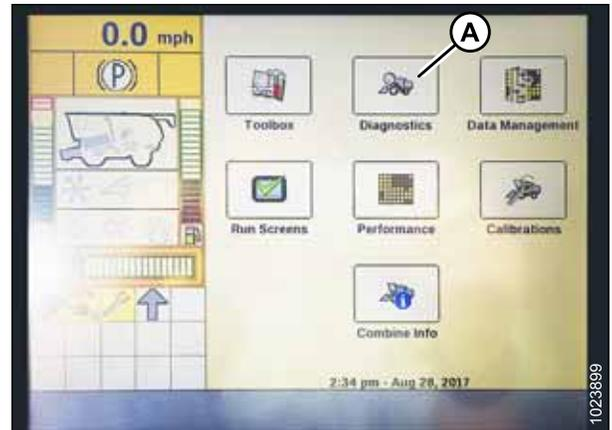 0.0 mph
(P)
A
Toolbox
Diagnostics
Data Management
Run Screens
Performance
Calibrations
Combine Info
2:34 pm - Aug 28, 2017
1023899